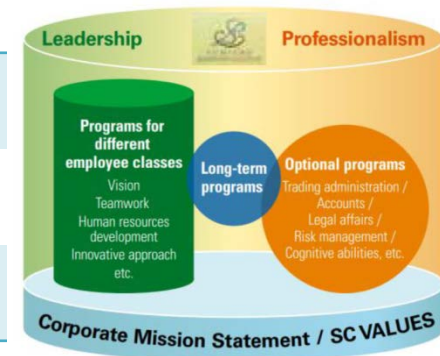 Leadership
Professionalism
Programs for
different
employee classes
Vision
Teamwork
Human resources
development
Innovative approach
etc.
Long-term
programs
Optional programs
Trading administration /
Accounts /
Legal affairs /
Risk management /
Cognitive abilities, etc.
Corporate Mission Statement / SC VALUES